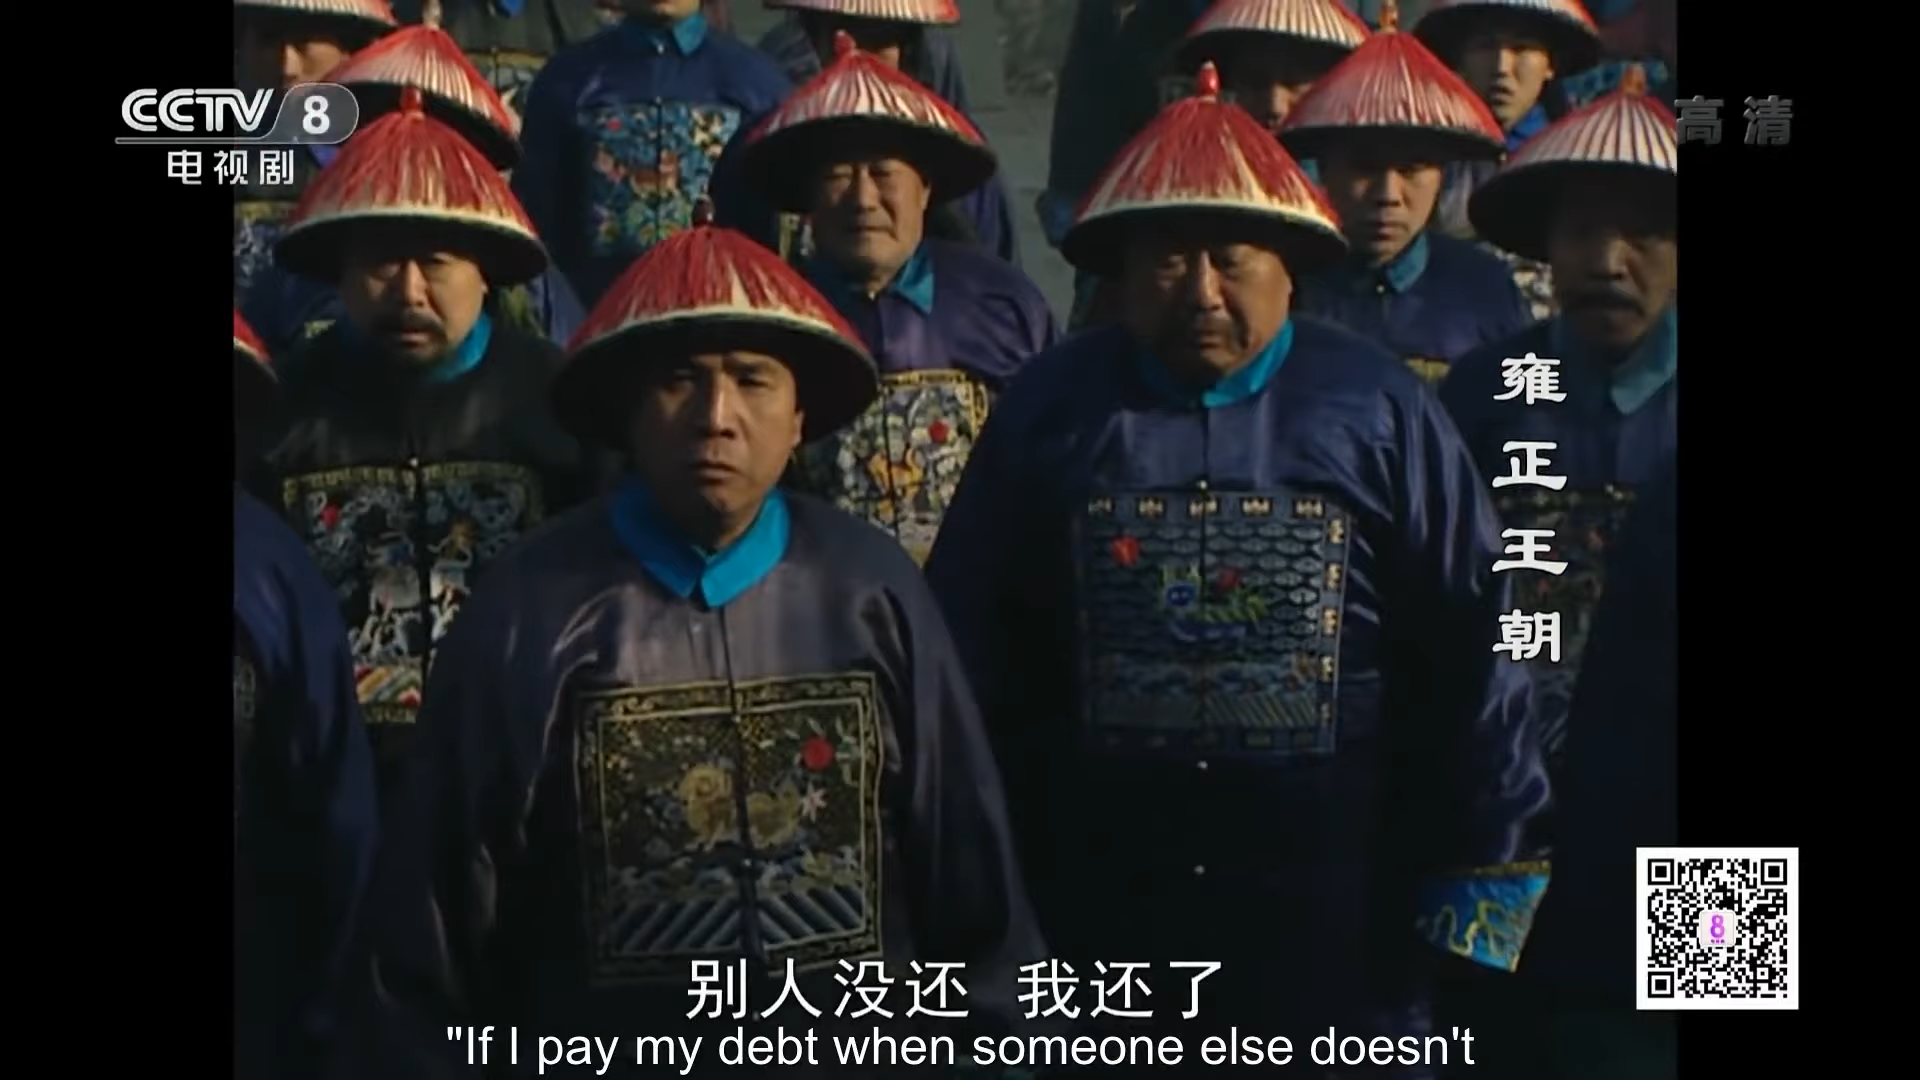 CCTV 8
电视剧
高清
雍正王朝
8
别人没还 我还了
"If I pay my debt when someone else doesn't